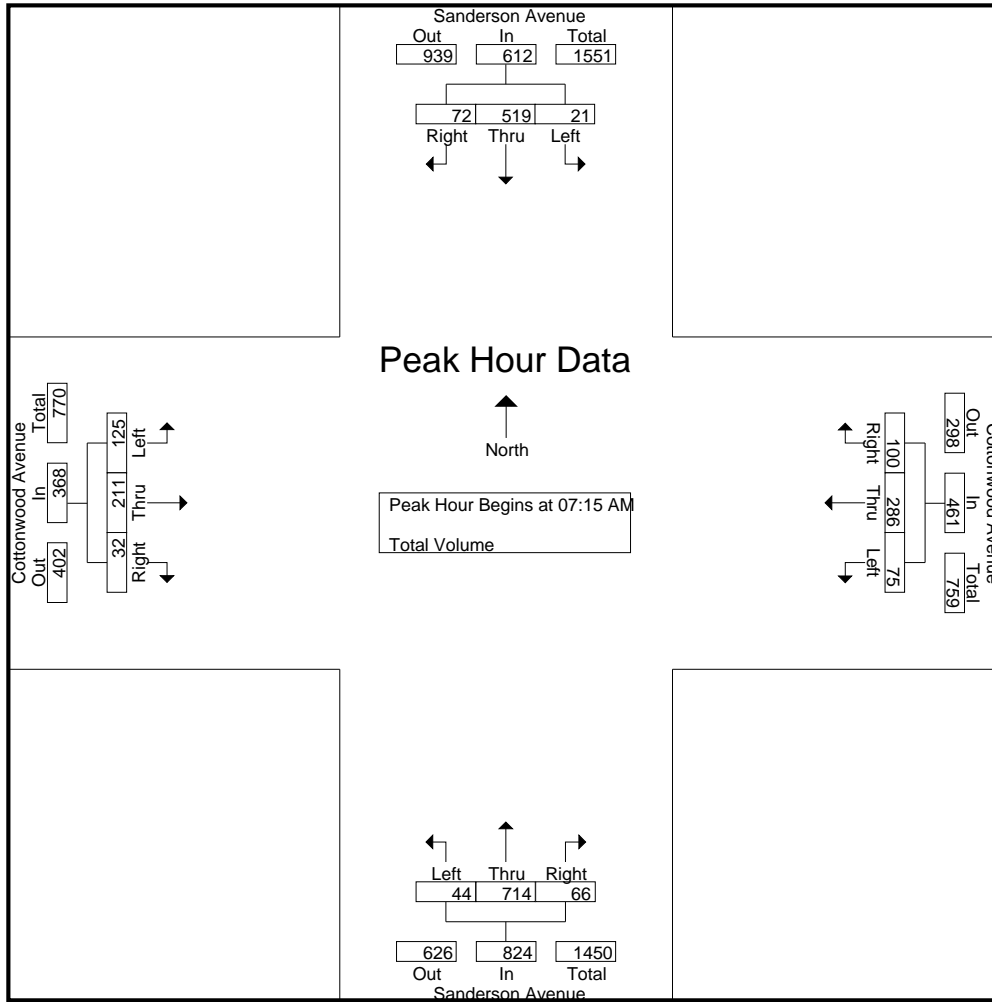 Sanderson Avenue
Out In Total
939 612 1551
72 519 21
Right Thru Left
Peak Hour Data
North
Peak Hour Begins at 07:15 AM
Total Volume
Cottonwood Avenue
Out In Total
402 368 770
Left Thru Right
125 211 32
Cottonwood Avenue
Out In Total
298 461 759
Right Thru Left
100 286 75
Left Thru Right
44 714 66
626 824 1450
Out In Total
Sanderson Avenue